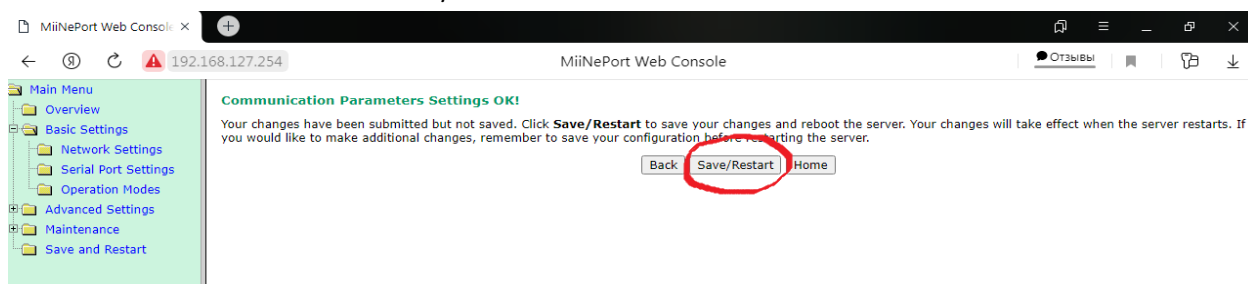 MiiNePort Web Console
192.168.127.254
MiiNePort Web Console
Отзывы
Main Menu
Overview
Basic Settings
Network Settings
Serial Port Settings
Operation Modes
Advanced Settings
Maintenance
Save and Restart
Communication Parameters Settings OK!
Your changes have been submitted but not saved. Click Save/Restart to save your changes and reboot the server. Your changes will take effect when the server restarts. If
you would like to make additional changes, remember to save your configuration before restarting the server.
Back Save/Restart Home